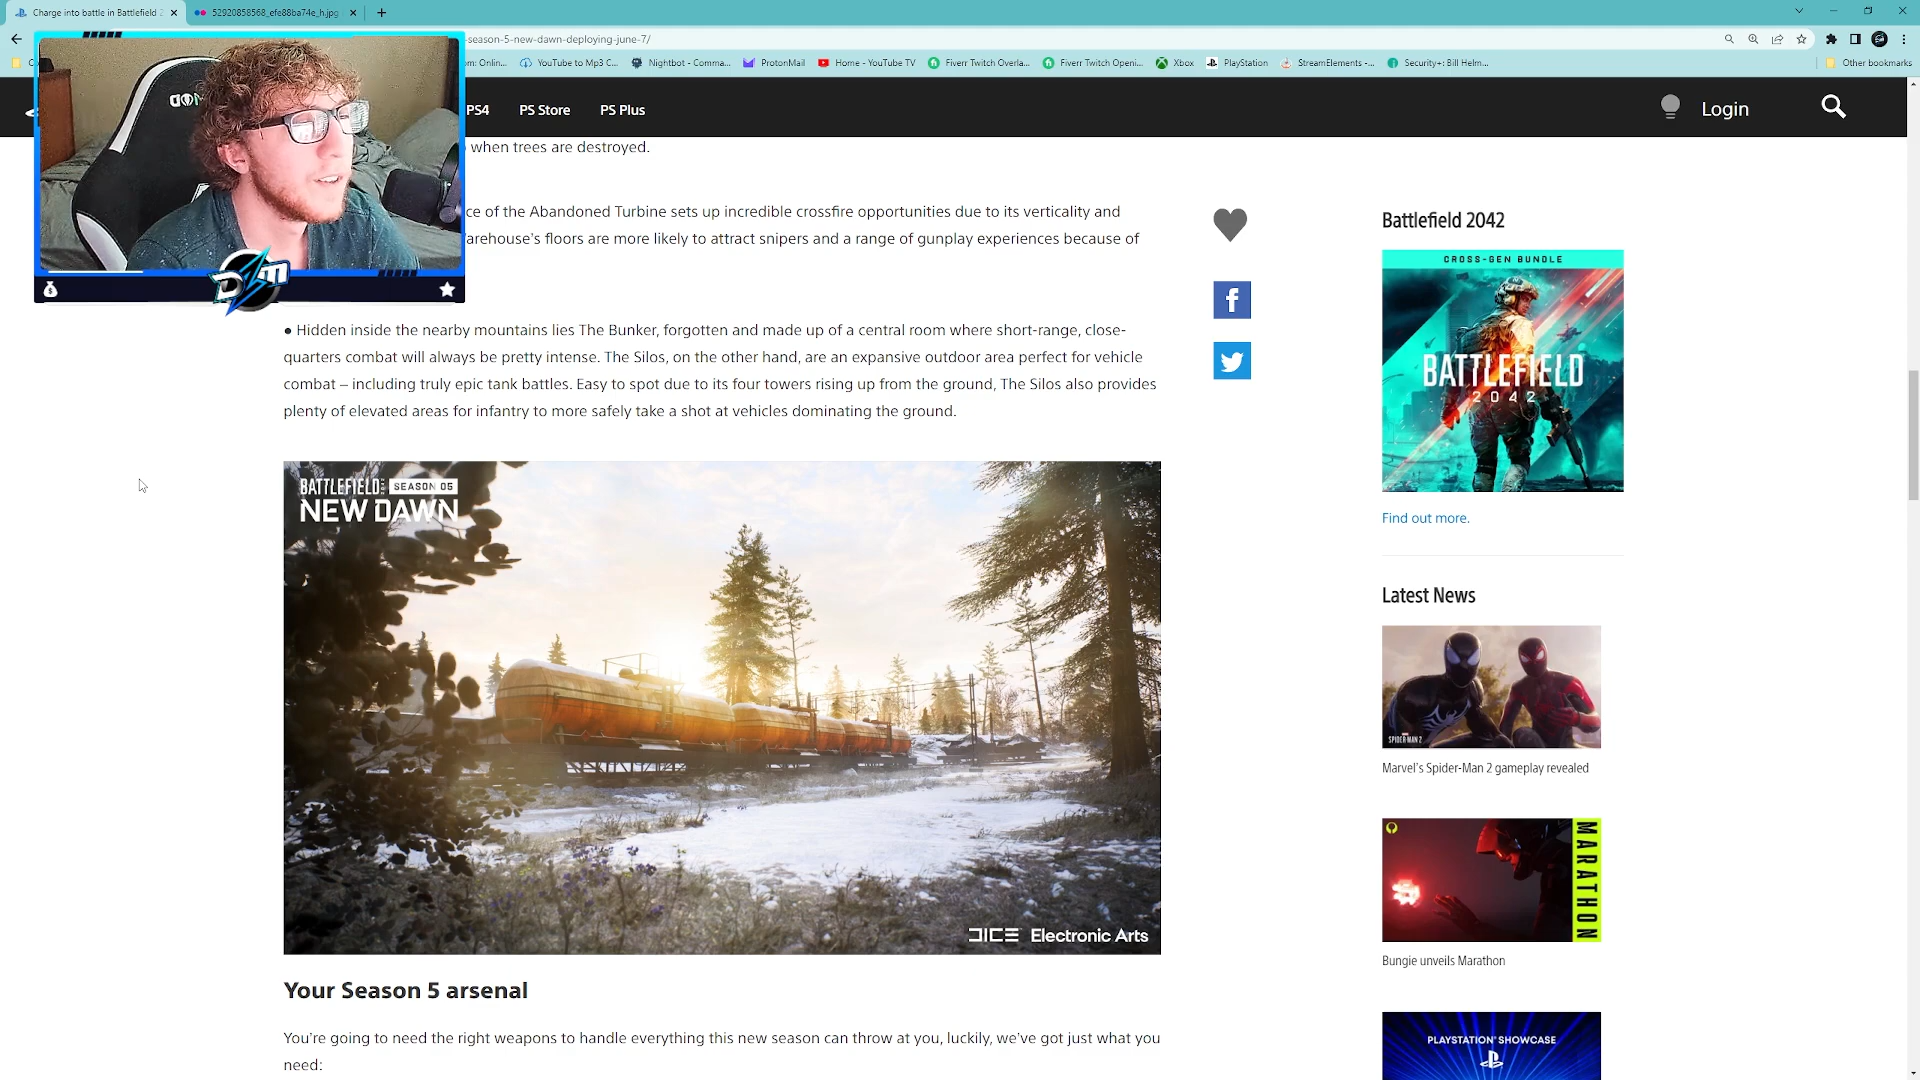 Charge into battle in Battlefield 2
52920858568_efe88ba74e_h.jpg
-season-5-new-dawn-deploying-june-7/
om: Onlin...
YouTube to Mp3 C...
Nightbot - Comma...
ProtonMail
Home - YouTube TV
Fiverr Twitch Overla...
Fiverr Twitch Openi...
Xbox
PlayStation
StreamElements -...
Security+: Bill Helm...
Other bookmarks
PS4
PS Store
PS Plus
Login
when trees are destroyed.
ce of the Abandoned Turbine sets up incredible crossfire opportunities due to its verticality and
arehouse's floors are more likely to attract snipers and a range of gunplay experiences because of
● Hidden inside the nearby mountains lies The Bunker, forgotten and made up of a central room where short-range, close-
quarters combat will always be pretty intense. The Silos, on the other hand, are an expansive outdoor area perfect for vehicle
combat – including truly epic tank battles. Easy to spot due to its four towers rising up from the ground, The Silos also provides
plenty of elevated areas for infantry to more safely take a shot at vehicles dominating the ground.
BATTLEFIELD SEASON 05
NEW DAWN
DICE Electronic Arts
Your Season 5 arsenal
You're going to need the right weapons to handle everything this new season can throw at you, luckily, we've got just what you
need:
Battlefield 2042
CROSS-GEN BUNDLE
BATTLEFIELD
2042
Find out more.
Latest News
SPIDER-MAN 2
Marvel's Spider-Man 2 gameplay revealed
MARATHON
Bungie unveils Marathon
PLAYSTATION SHOWCASE